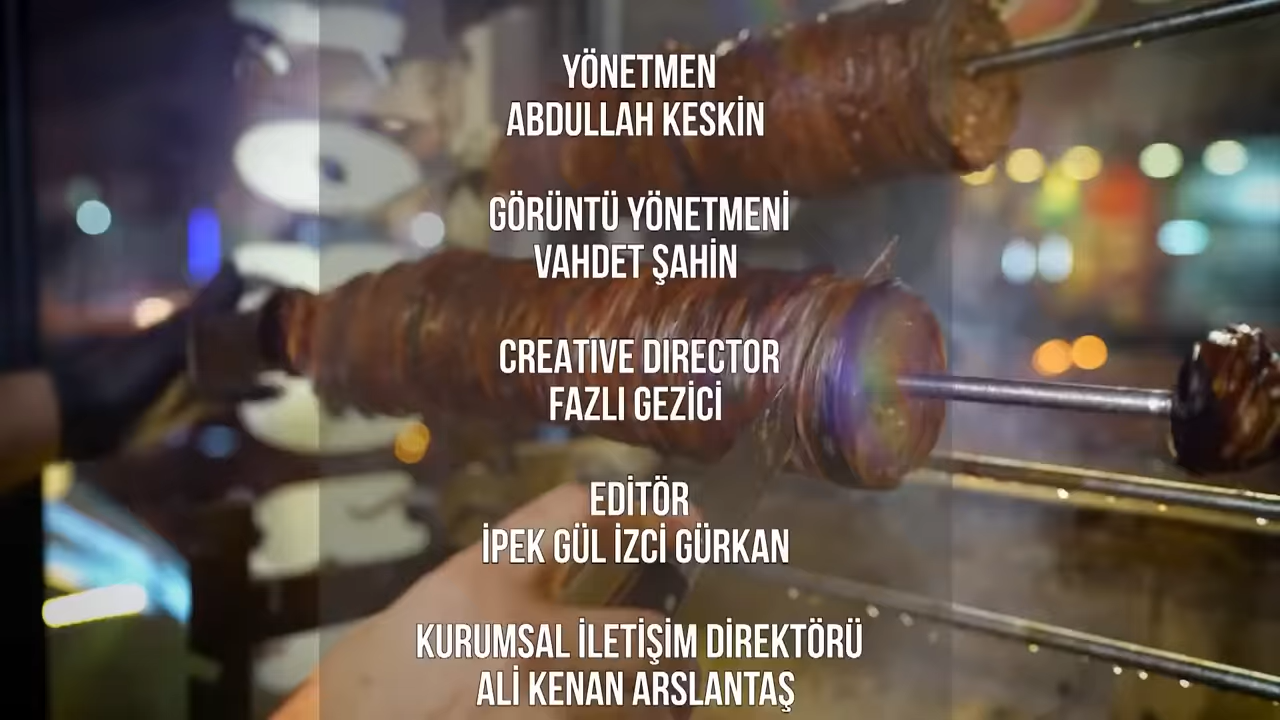 YÖNETMEN
ABDULLAH KESKİN
GÖRÜNTÜ YÖNETMENİ
VAHDET ŞAHİN
CREATIVE DIRECTOR
FAZLI GEZİCİ
EDİTÖR
İPEK GÜL İZCİ GÜRKAN
KURUMSAL İLETİŞİM DİREKTÖRÜ
ALİ KENAN ARSLANTAŞ